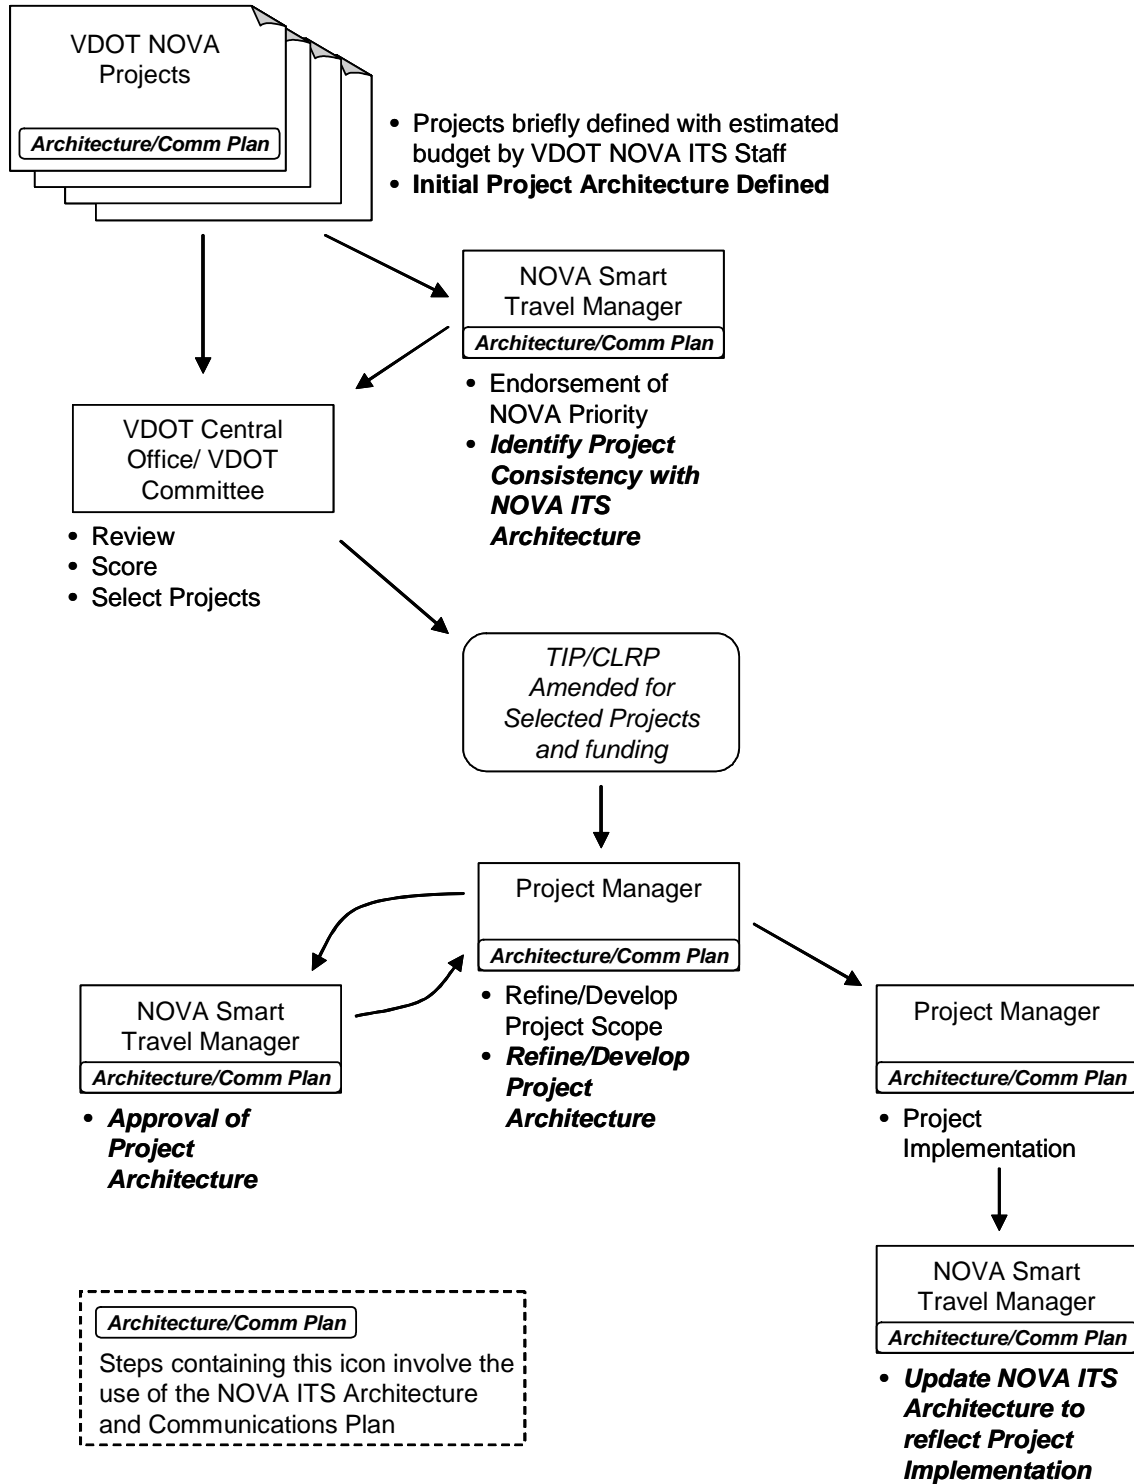 VDOT NOVA
Projects
Architecture/Comm Plan
• Projects briefly defined with estimated
budget by VDOT NOVA ITS Staff
• Initial Project Architecture Defined
NOVA Smart
Travel Manager
Architecture/Comm Plan
• Endorsement of
NOVA Priority
• Identify Project
Consistency with
NOVA ITS
Architecture
VDOT Central
Office/ VDOT
Committee
• Review
• Score
• Select Projects
TIP/CLRP
Amended for
Selected Projects
and funding
Project Manager
Architecture/Comm Plan
• Refine/Develop
Project Scope
• Refine/Develop
Project
Architecture
NOVA Smart
Travel Manager
Architecture/Comm Plan
• Approval of
Project
Architecture
Project Manager
Architecture/Comm Plan
• Project
Implementation
NOVA Smart
Travel Manager
Architecture/Comm Plan
• Update NOVA ITS
Architecture to
reflect Project
Implementation
Architecture/Comm Plan
Steps containing this icon involve the
use of the NOVA ITS Architecture
and Communications Plan